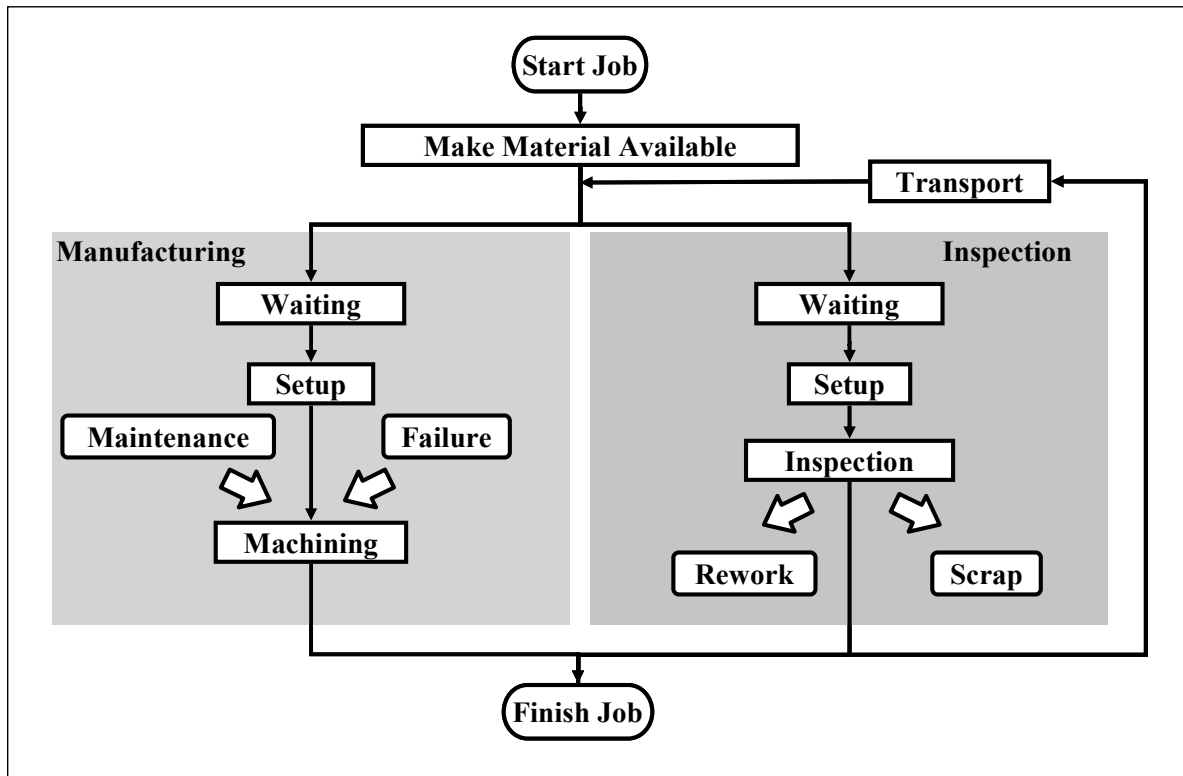 Start Job
Make Material Available
Transport
Manufacturing
Inspection
Waiting
Waiting
Setup
Setup
Maintenance
Failure
Inspection
Machining
Rework
Scrap
Finish Job